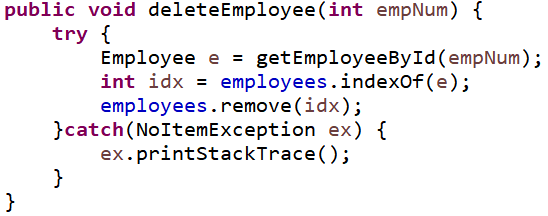 public void deleteEmployee(int empNum) {
    try {
        Employee e = getEmployeeById(empNum);
        int idx = employees.indexOf(e);
        employees.remove(idx);
    }catch(NoItemException ex) {
        ex.printStackTrace();
    }
}